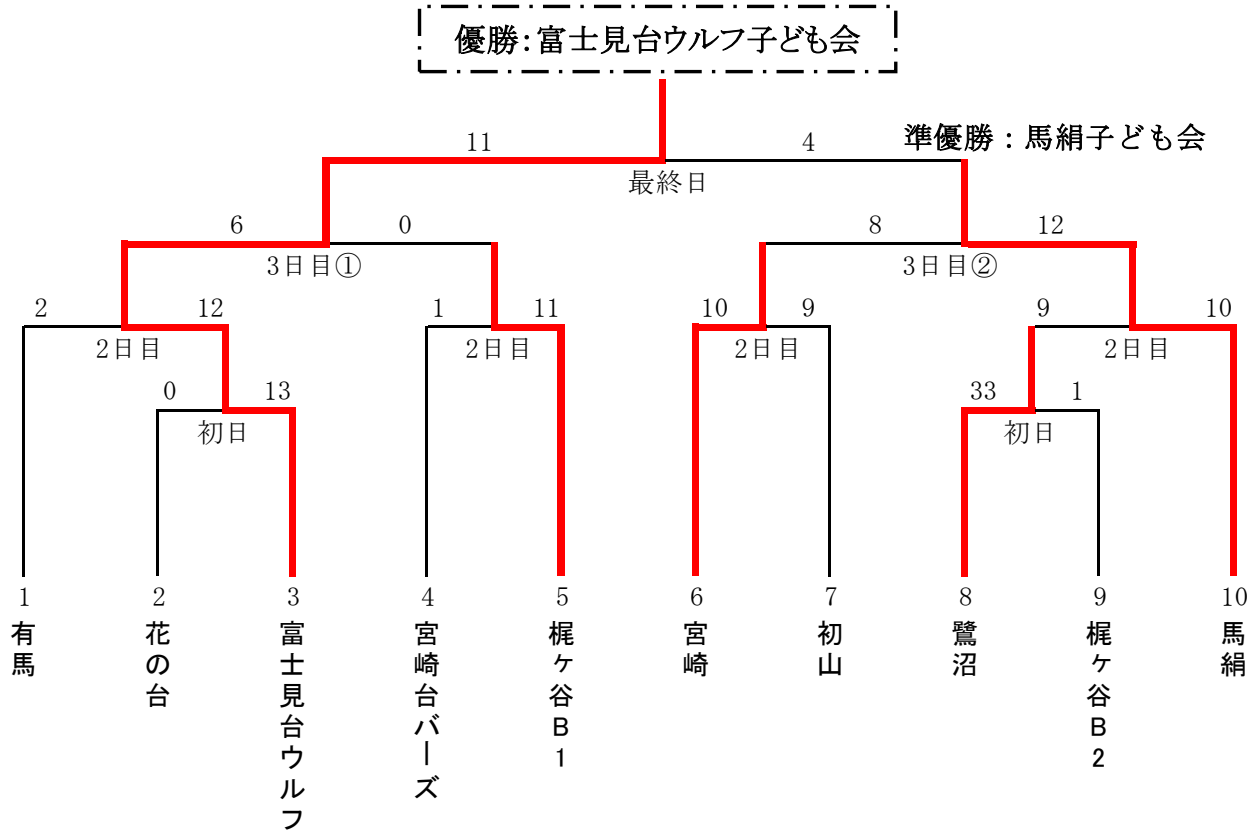 優勝：富士見台ウルフ子ども会
準優勝：馬絹子ども会
11
4
最終日
6
0
8
12
3日目①
3日目②
2
12
1
11
10
9
9
10
2日目
2日目
2日目
2日目
0
13
33
1
初日
初日
1
2
3
4
5
6
7
8
9
10
有馬
花の台
富士見台ウルフ
宮崎台バーズ
梶ヶ谷B1
宮崎
初山
鷺沼
梶ヶ谷B2
馬絹